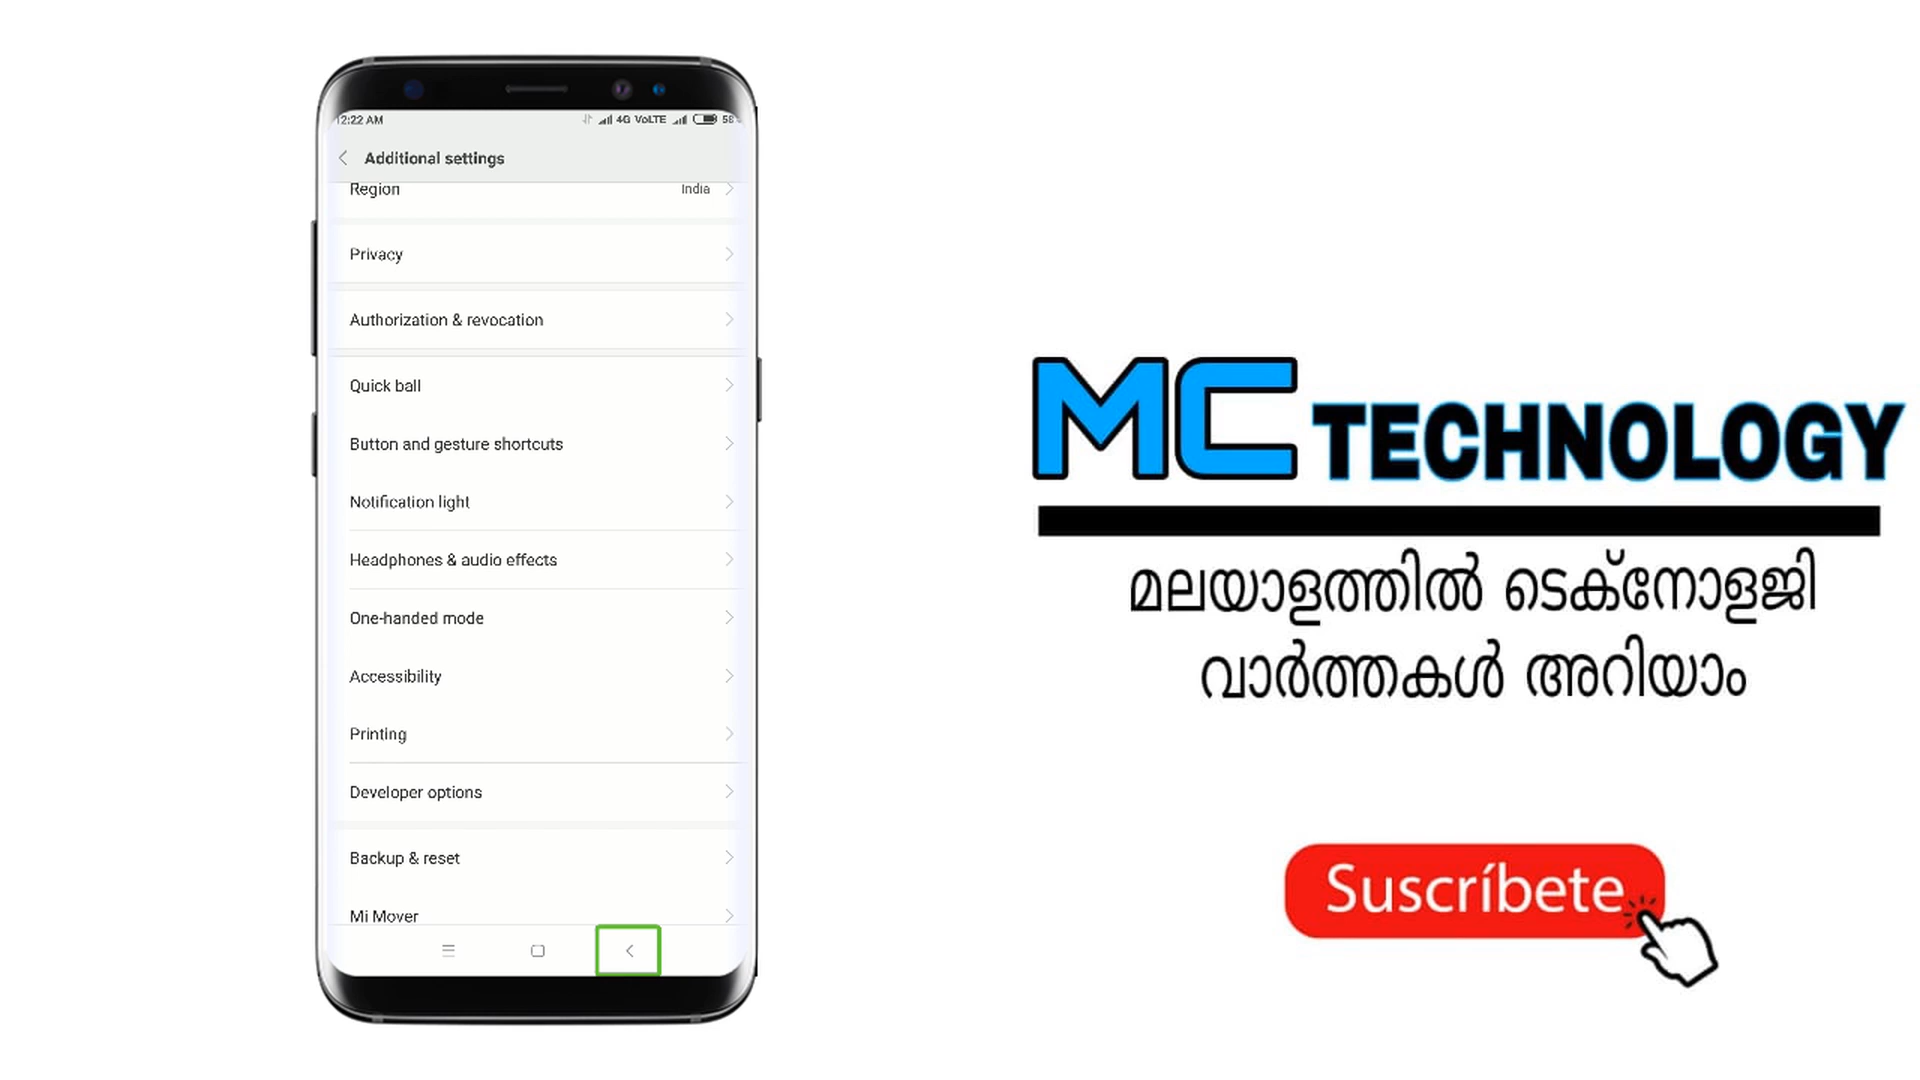 12:22 AM
4G VoLTE
58
Additional settings
Region India
Privacy
Authorization & revocation
Quick ball
Button and gesture shortcuts
Notification light
Headphones & audio effects
One-handed mode
Accessibility
Printing
Developer options
Backup & reset
Mi Mover
MC TECHNOLOGY
മലയാളത്തിൽ ടെക്നോളജി
വാർത്തകൾ അറിയാം
Suscríbete